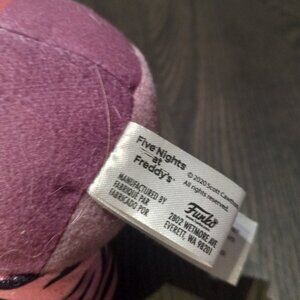 Five Nights
at
Freddy's
© 2020 Scott Cawthon
All rights reserved.
MANUFACTURED BY
FABRIQUÉ PAR
FABRICADO POR
Funko
2802 WETMORE AVE
EVERETT, WA 98201